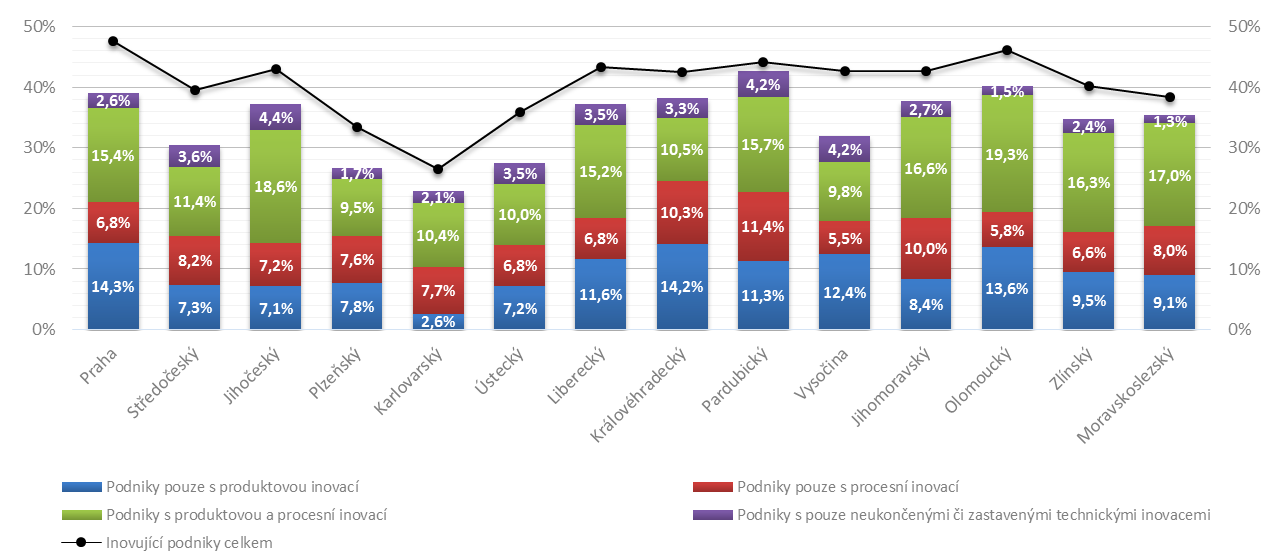 50% 50%
40% 40%
30% 30%
20% 20%
10% 10%
0% 0%
2,6% 15,4% 6,8% 14,3%
3,6% 11,4% 8,2% 7,3%
4,4% 18,6% 7,2% 7,1%
1,7% 9,5% 7,6% 7,8%
2,1% 10,4% 7,7% 2,6%
3,5% 10,0% 6,8% 7,2%
3,5% 15,2% 6,8% 11,6%
3,3% 10,5% 10,3% 14,2%
4,2% 15,7% 11,4% 11,3%
4,2% 9,8% 5,5% 12,4%
2,7% 16,6% 10,0% 8,4%
1,5% 19,3% 5,8% 13,6%
2,4% 16,3% 6,6% 9,5%
1,3% 17,0% 8,0% 9,1%
Praha
Středočeský
Jihočeský
Plzeňský
Karlovarský
Ústecký
Liberecký
Královéhradecký
Pardubický
Vysočina
Jihomoravský
Olomoucký
Zlínský
Moravskoslezský
Podniky pouze s produktovou inovací
Podniky pouze s procesní inovací
Podniky s produktovou a procesní inovací
Podniky s pouze neukončenými či zastavenými technickými inovacemi
Inovující podniky celkem